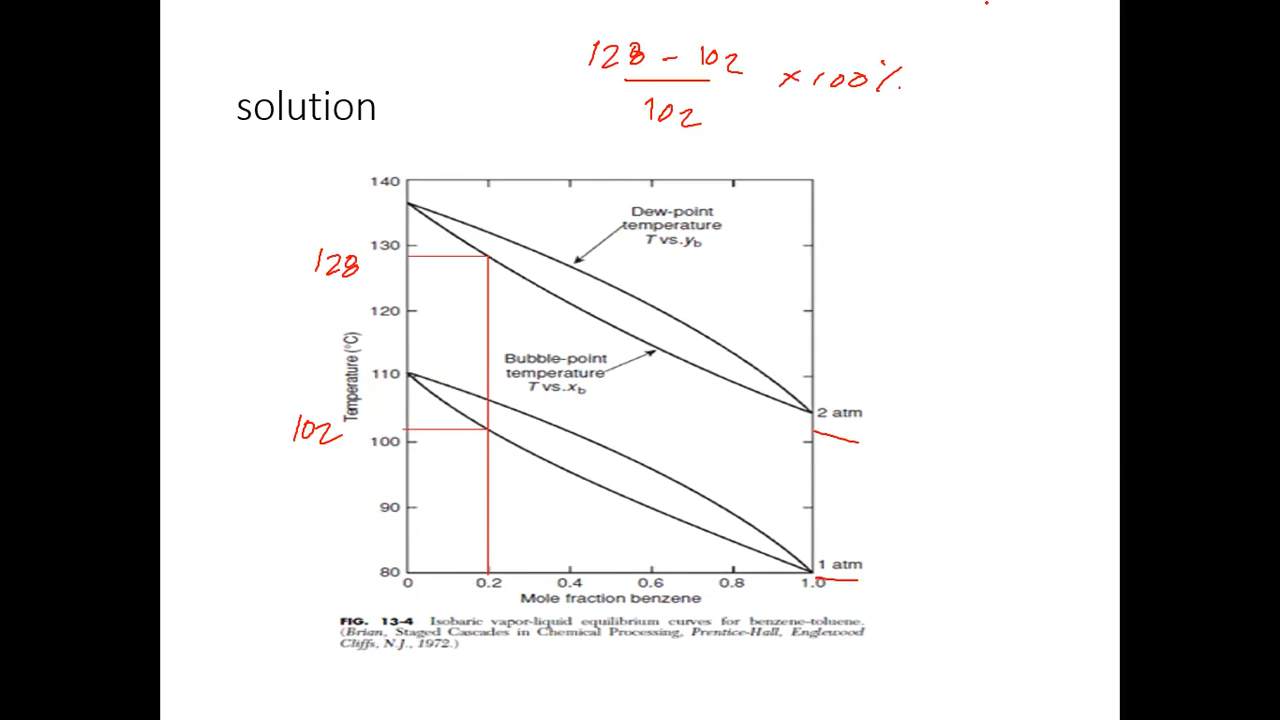 128 - 102
102
× 100%
solution
140
130
120
110
100
90
80
128
102
Temperature (°C)
Dew-point
temperature
T vs. yb
Bubble-point
temperature
T vs. xb
2 atm
1 atm
0 0.2 0.4 0.6 0.8 1.0
Mole fraction benzene
FIG. 13-4 Isobaric vapor-liquid equilibrium curves for benzene-toluene.
(Brian, Staged Cascades in Chemical Processing, Prentice-Hall, Englewood
Cliffs, N.J., 1972.)